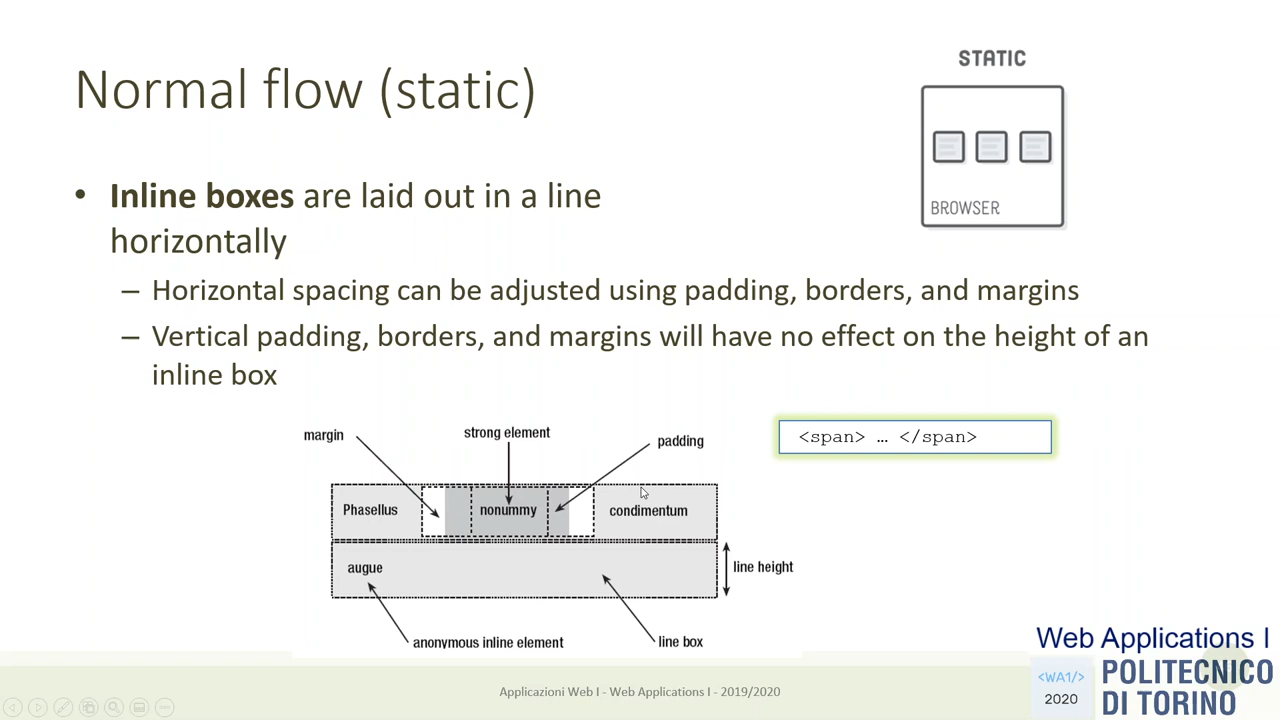 STATIC
Normal flow (static)
BROWSER
• Inline boxes are laid out in a line
horizontally
– Horizontal spacing can be adjusted using padding, borders, and margins
– Vertical padding, borders, and margins will have no effect on the height of an
inline box
margin
strong element
padding
<span> … </span>
Phasellus
nonummy
condimentum
augue
line height
anonymous inline element
line box
Web Applications I
<WA1/>
2020
POLITECNICO
DI TORINO
Applicazioni Web I - Web Applications I - 2019/2020